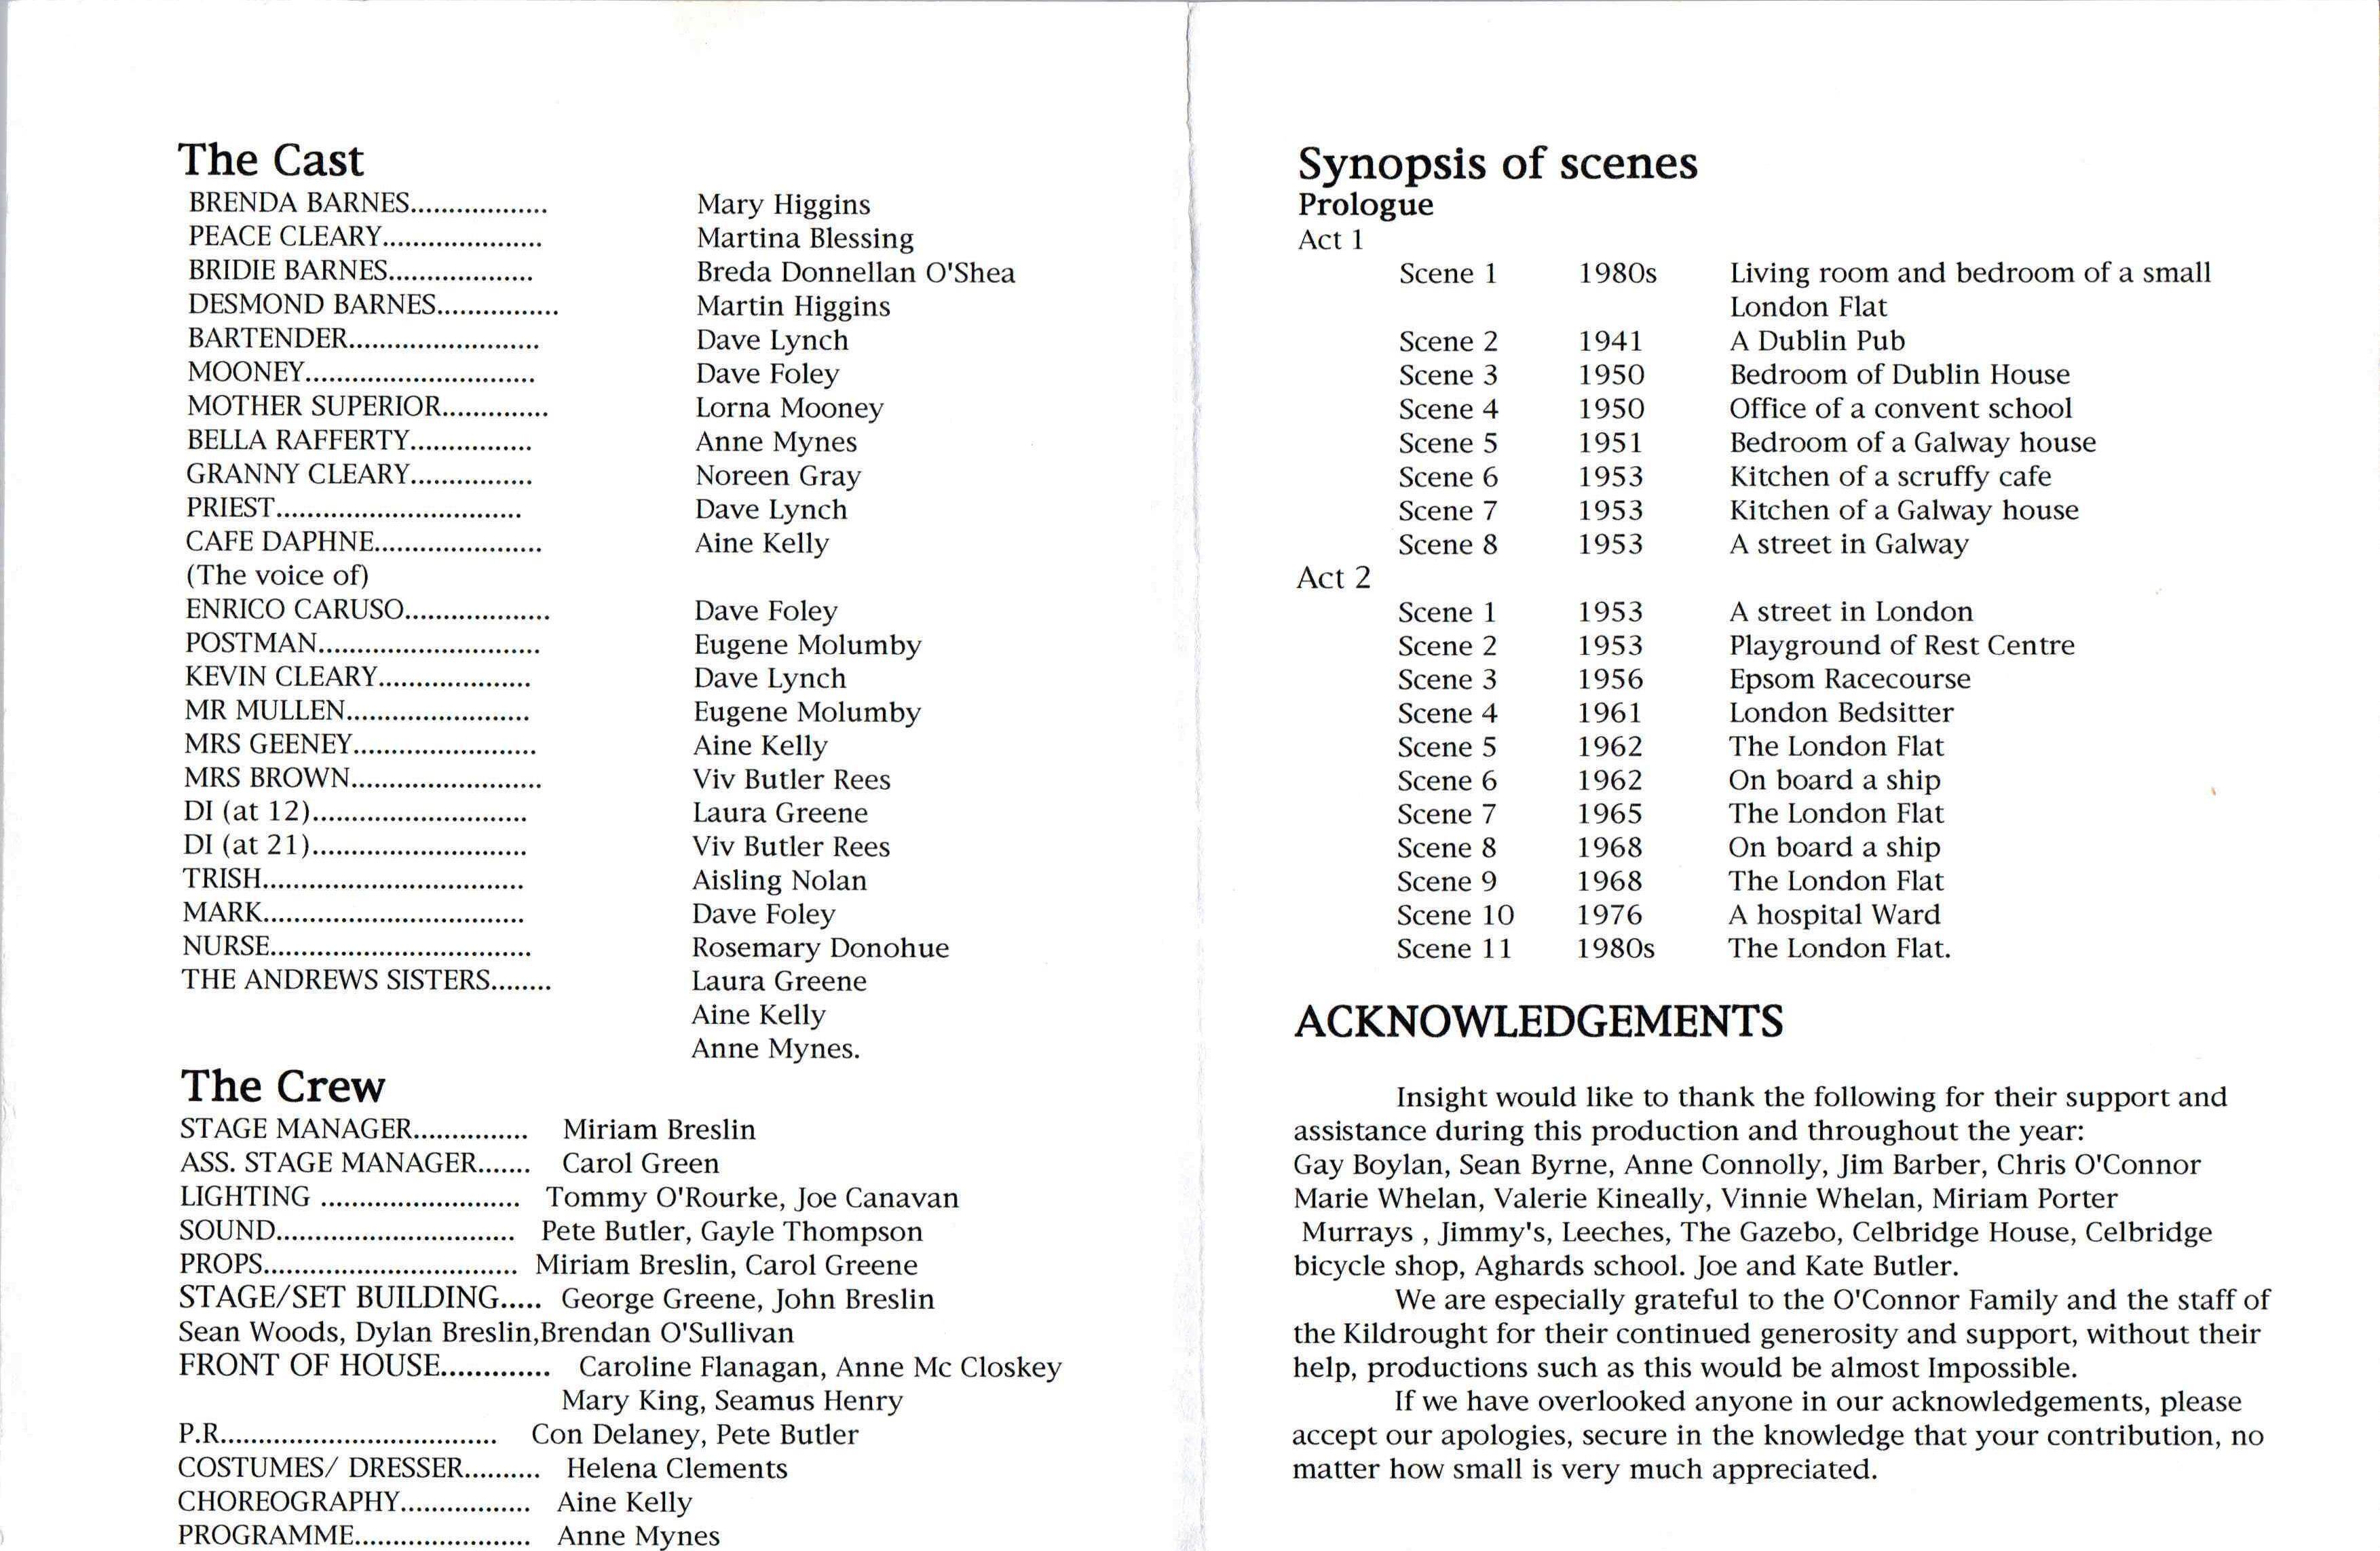 The Cast
BRENDA BARNES.................. Mary Higgins
PEACE CLEARY..................... Martina Blessing
BRIDIE BARNES................... Breda Donnellan O'Shea
DESMOND BARNES................ Martin Higgins
BARTENDER......................... Dave Lynch
MOONEY.............................. Dave Foley
MOTHER SUPERIOR.............. Lorna Mooney
BELLA RAFFERTY................ Anne Mynes
GRANNY CLEARY................ Noreen Gray
PRIEST................................ Dave Lynch
CAFE DAPHNE...................... Aine Kelly
(The voice of)
ENRICO CARUSO................... Dave Foley
POSTMAN............................. Eugene Molumby
KEVIN CLEARY.................... Dave Lynch
MR MULLEN........................ Eugene Molumby
MRS GEENEY........................ Aine Kelly
MRS BROWN......................... Viv Butler Rees
DI (at 12)............................ Laura Greene
DI (at 21)............................ Viv Butler Rees
TRISH.................................. Aisling Nolan
MARK.................................. Dave Foley
NURSE.................................. Rosemary Donohue
THE ANDREWS SISTERS........ Laura Greene
Aine Kelly
Anne Mynes.
The Crew
STAGE MANAGER............... Miriam Breslin
ASS. STAGE MANAGER....... Carol Green
LIGHTING .......................... Tommy O'Rourke, Joe Canavan
SOUND............................... Pete Butler, Gayle Thompson
PROPS................................. Miriam Breslin, Carol Greene
STAGE/SET BUILDING..... George Greene, John Breslin
Sean Woods, Dylan Breslin,Brendan O'Sullivan
FRONT OF HOUSE............. Caroline Flanagan, Anne Mc Closkey
Mary King, Seamus Henry
P.R.................................... Con Delaney, Pete Butler
COSTUMES/ DRESSER.......... Helena Clements
CHOREOGRAPHY................. Aine Kelly
PROGRAMME....................... Anne Mynes
Synopsis of scenes
Prologue
Act 1
Scene 1 1980s Living room and bedroom of a small
London Flat
Scene 2 1941 A Dublin Pub
Scene 3 1950 Bedroom of Dublin House
Scene 4 1950 Office of a convent school
Scene 5 1951 Bedroom of a Galway house
Scene 6 1953 Kitchen of a scruffy cafe
Scene 7 1953 Kitchen of a Galway house
Scene 8 1953 A street in Galway
Act 2
Scene 1 1953 A street in London
Scene 2 1953 Playground of Rest Centre
Scene 3 1956 Epsom Racecourse
Scene 4 1961 London Bedsitter
Scene 5 1962 The London Flat
Scene 6 1962 On board a ship
Scene 7 1965 The London Flat
Scene 8 1968 On board a ship
Scene 9 1968 The London Flat
Scene 10 1976 A hospital Ward
Scene 11 1980s The London Flat.
ACKNOWLEDGEMENTS
Insight would like to thank the following for their support and
assistance during this production and throughout the year:
Gay Boylan, Sean Byrne, Anne Connolly, Jim Barber, Chris O'Connor
Marie Whelan, Valerie Kineally, Vinnie Whelan, Miriam Porter
Murrays , Jimmy's, Leeches, The Gazebo, Celbridge House, Celbridge
bicycle shop, Aghards school. Joe and Kate Butler.
We are especially grateful to the O'Connor Family and the staff of
the Kildrought for their continued generosity and support, without their
help, productions such as this would be almost Impossible.
If we have overlooked anyone in our acknowledgements, please
accept our apologies, secure in the knowledge that your contribution, no
matter how small is very much appreciated.